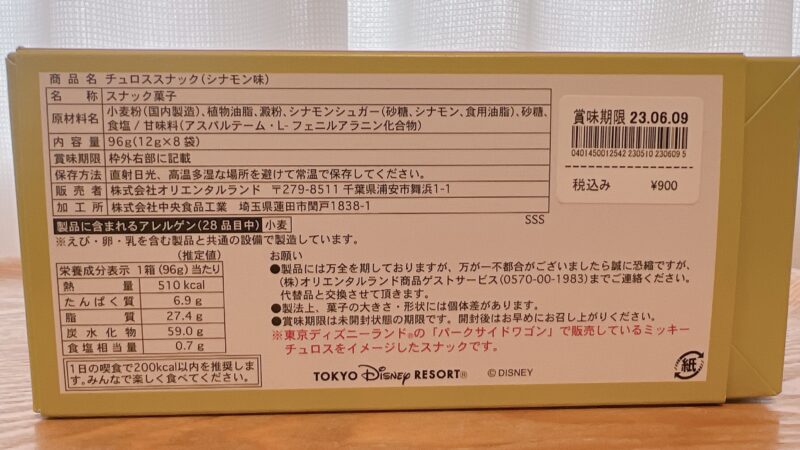 商品名 チュロススナック(シナモン味)
名称 スナック菓子
原材料名 小麦粉(国内製造)、植物油脂、澱粉、シナモンシュガー(砂糖、シナモン、食用油脂)、砂糖、
食塩 / 甘味料(アスパルテーム・L-フェニルアラニン化合物)
内容量 96g(12g×8袋)
賞味期限 枠外右部に記載
保存方法 直射日光、高温多湿な場所を避けて常温で保存してください。
販売者 株式会社オリエンタルランド 〒279-8511 千葉県浦安市舞浜1-1
加工所 株式会社中央食品工業 埼玉県蓮田市閏戸1838-1
賞味期限 23.06.09
0401450012542 230510 230609 5
税込み ¥900
SSS
製品に含まれるアレルゲン(28品目中) 小麦
※えび・卵・乳を含む製品と共通の設備で製造しています。
(推定値)
栄養成分表示 1箱(96g)当たり
熱量 510 kcal
たんぱく質 6.9 g
脂質 27.4 g
炭水化物 59.0 g
食塩相当量 0.7 g
1日の喫食で200kcal以内を推奨しま
す。みんなで楽しく食べてください。
お願い
●製品には万全を期しておりますが、万が一不都合がございましたら誠に恐縮ですが、
(株)オリエンタルランド商品ゲストサービス(0570-00-1983)までご連絡ください。
代替品と交換させて頂きます。
●製法上、菓子の大きさ・形状には個体差があります。
●賞味期限は未開封状態の期限です。開封後はお早めにお召し上がりください。
※東京ディズニーランド®の「パークサイドワゴン」で販売しているミッキー
チュロスをイメージしたスナックです。
TOKYO Disney RESORT® © DISNEY
紙